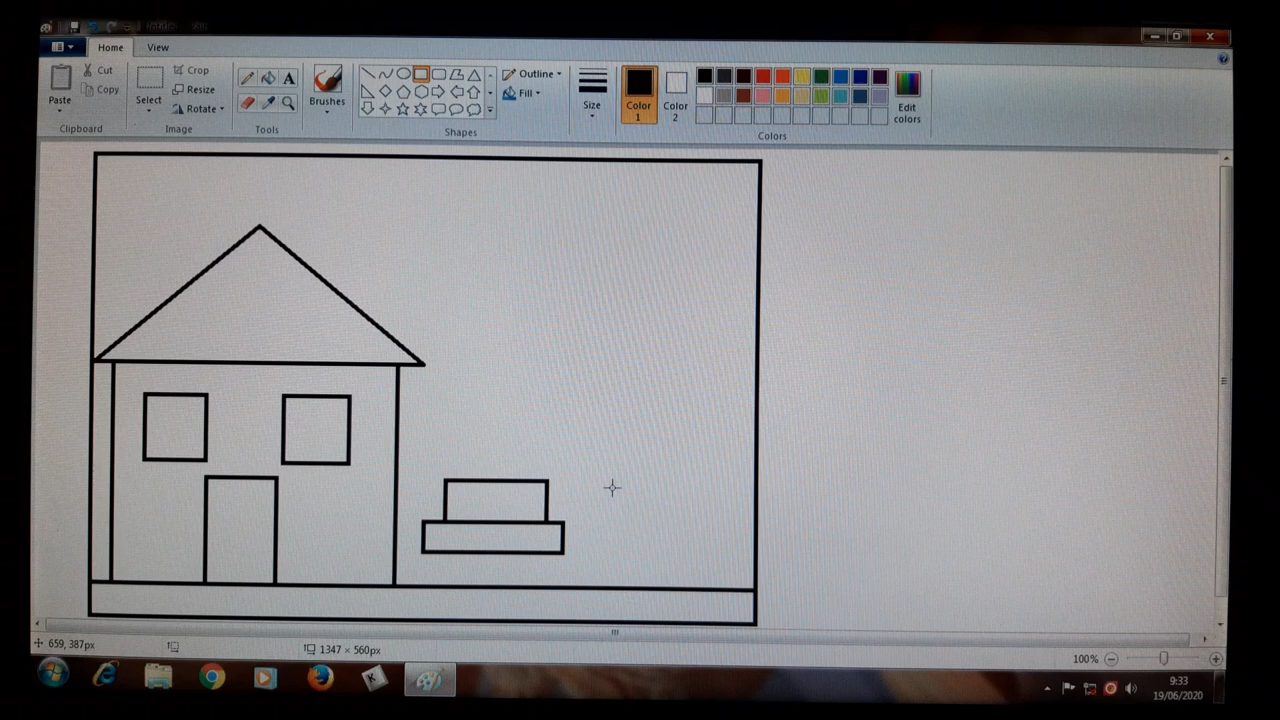 Home View
Cut
Copy
Paste
Clipboard
Crop
Resize
Rotate
Select
Image
A
Tools
Brushes
Shapes
Outline
Fill
Size
Color 1
Color 2
Edit colors
Colors
659, 387px
1347 × 560px
100%
K
9:33
19/06/2020